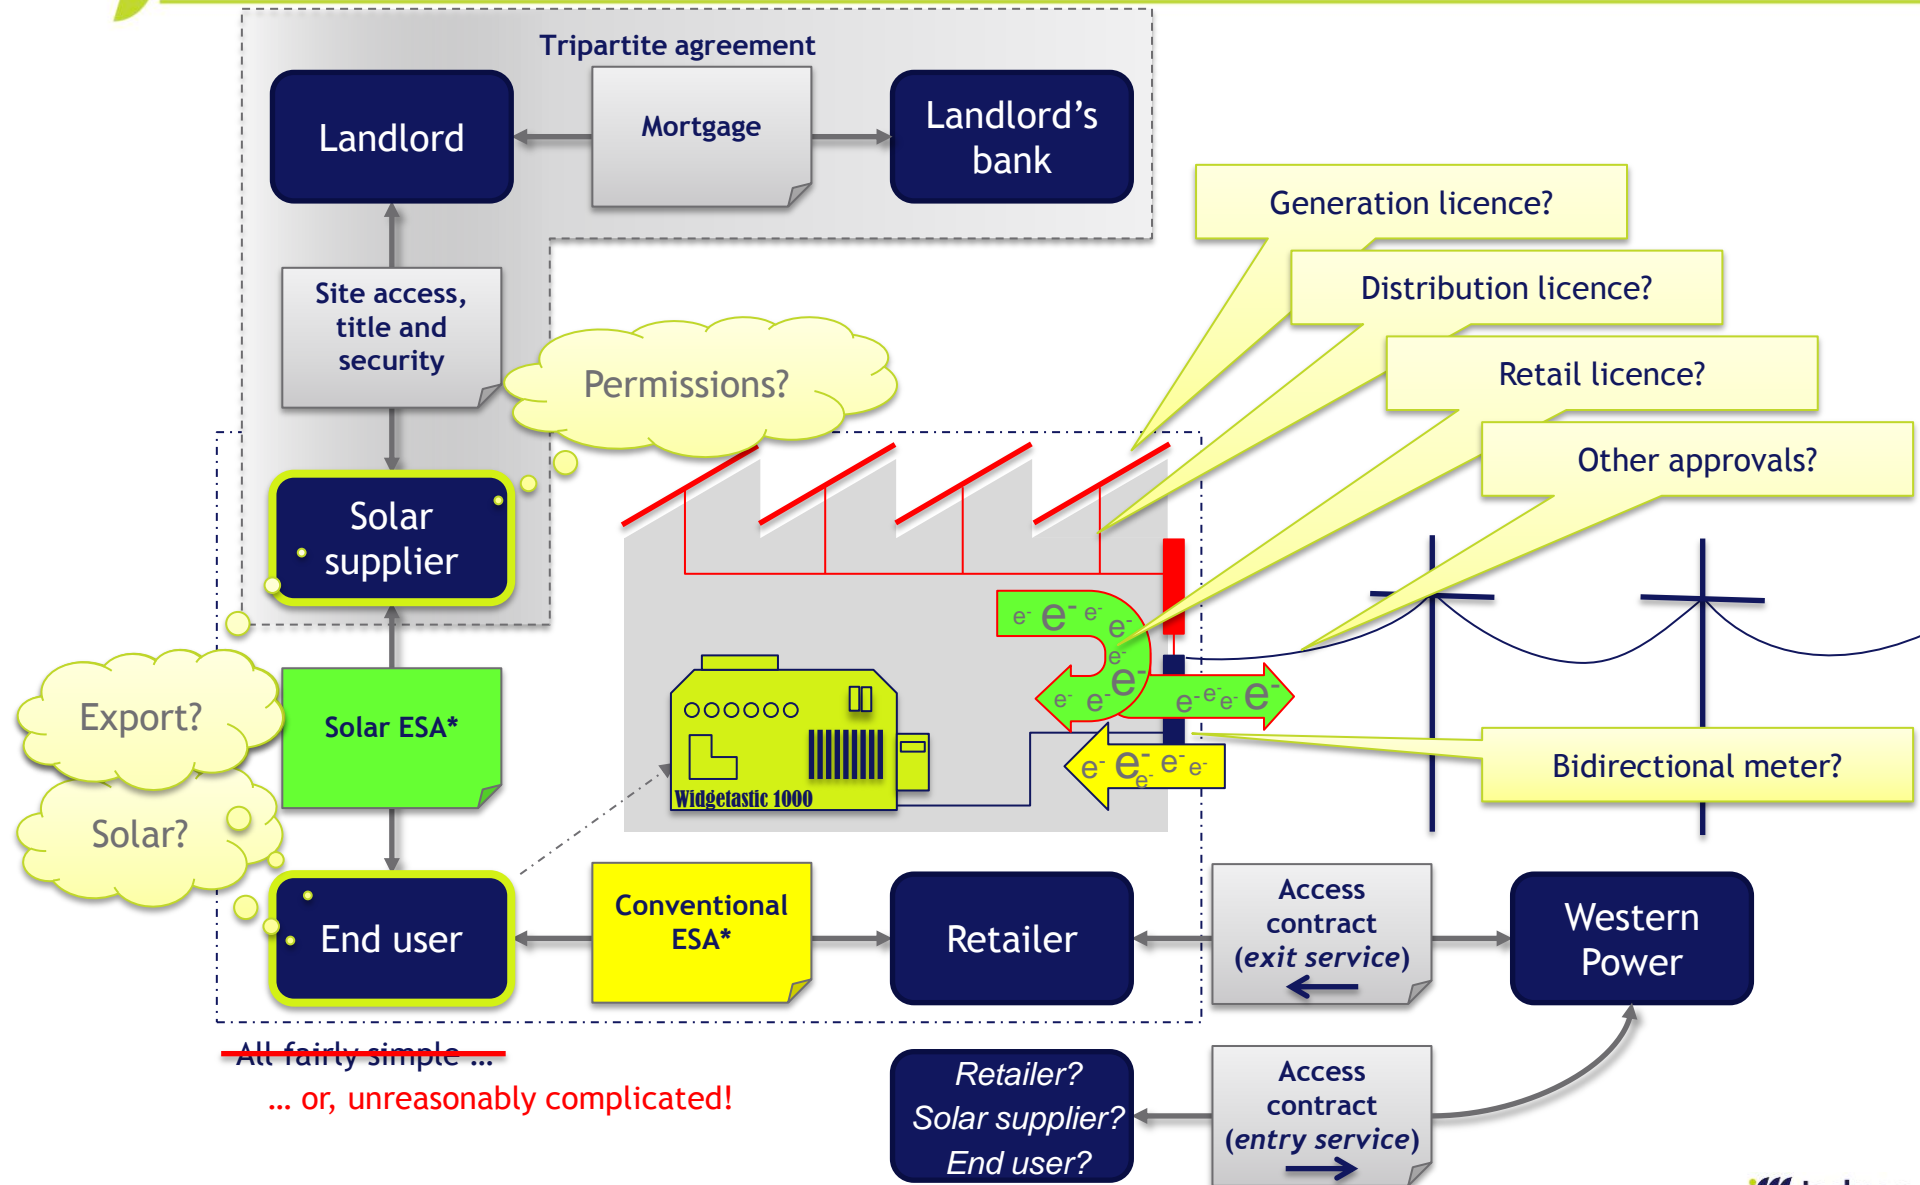 Tripartite agreement
Landlord
Mortgage
Landlord's
bank
Generation licence?
Distribution licence?
Site access,
title and
security
Permissions?
Retail licence?
Other approvals?
Solar
supplier
e- e- e- e-
e-
e- e- e-
e- e- e- e-
Export?
Solar ESA*
Solar?
Widgetastic 1000
e- e- e- e- e-
Bidirectional meter?
End user
Conventional
ESA*
Retailer
Access
contract
(exit service)
Western
Power
All fairly simple ...
... or, unreasonably complicated!
Retailer?
Solar supplier?
End user?
Access
contract
(entry service)